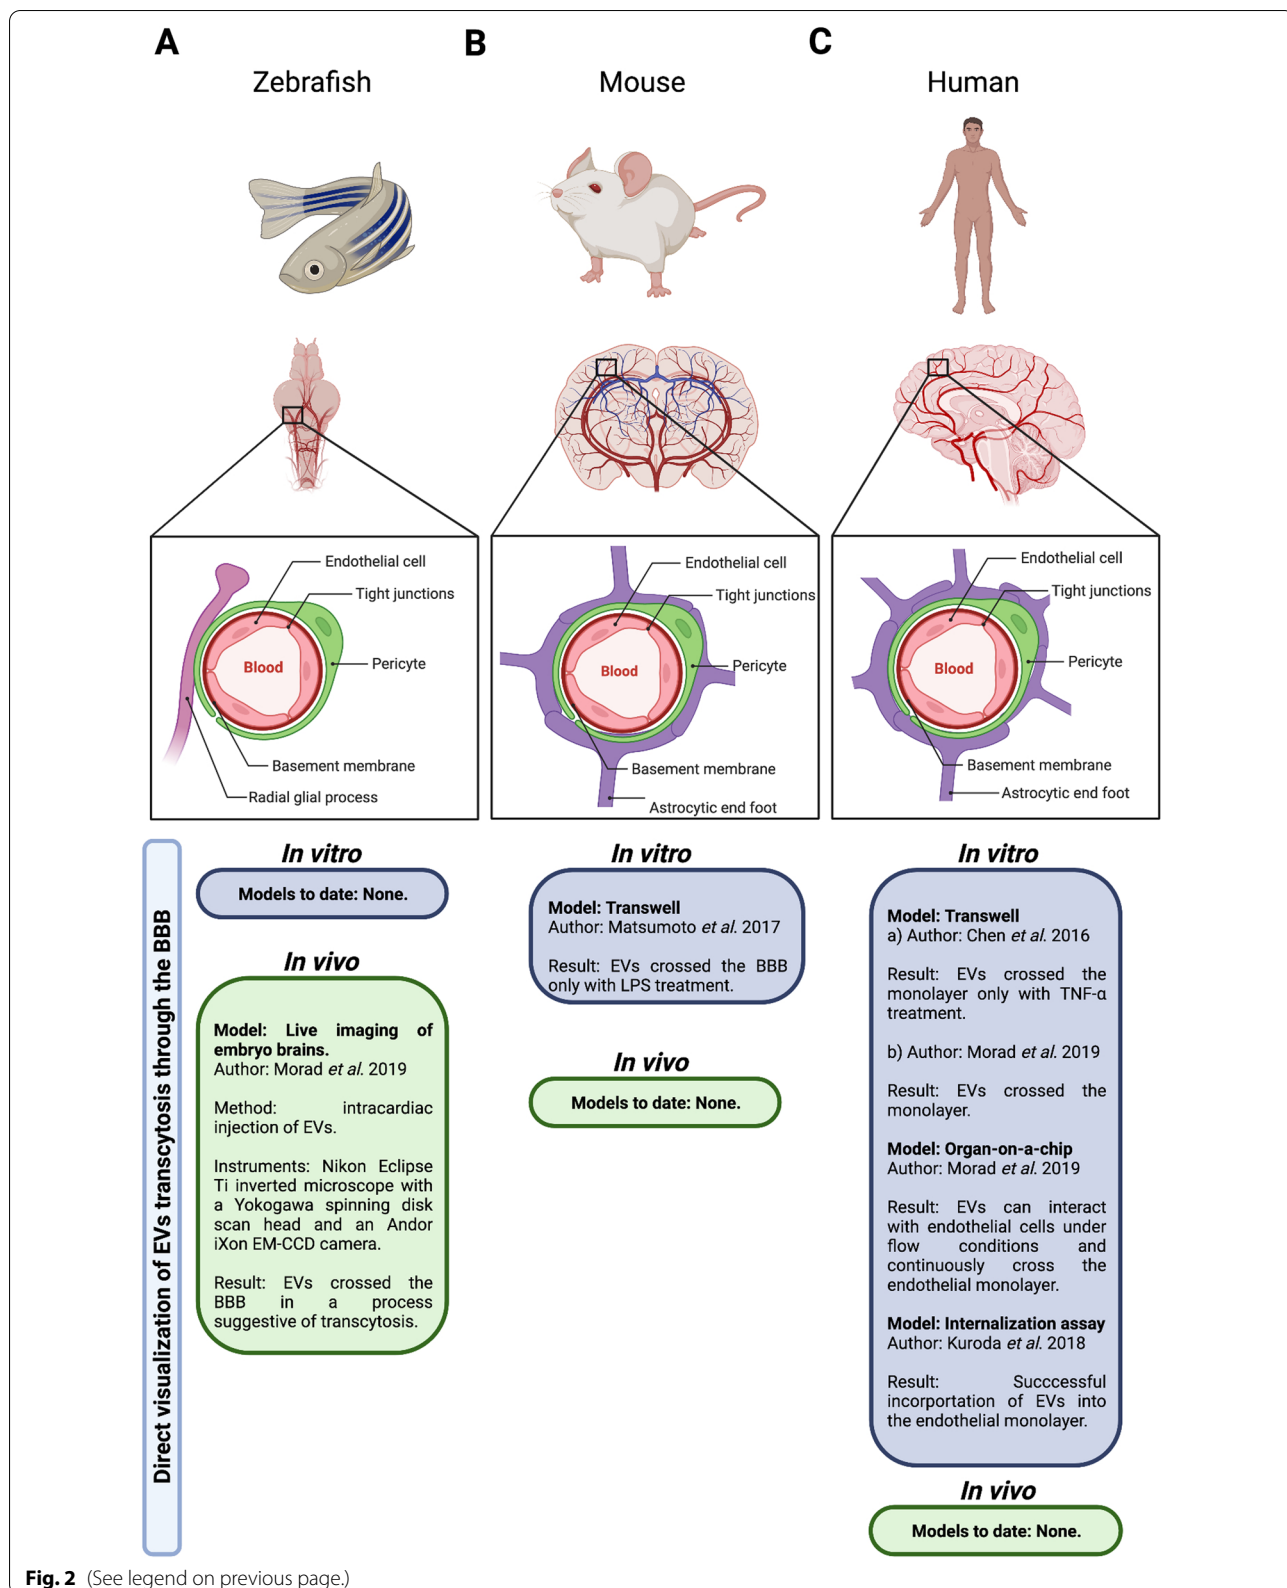 A
Zebrafish
B
Mouse
C
Human
Endothelial cell
Tight junctions
Blood
Pericyte
Basement membrane
Radial glial process
Endothelial cell
Tight junctions
Blood
Pericyte
Basement membrane
Astrocytic end foot
Endothelial cell
Tight junctions
Blood
Pericyte
Basement membrane
Astrocytic end foot
Direct visualization of EVs transcytosis through the BBB
In vitro
Models to date: None.
In vivo
Model: Live imaging of
embryo brains.
Author: Morad et al. 2019
Method: intracardiac
injection of EVs.
Instruments: Nikon Eclipse
Ti inverted microscope with
a Yokogawa spinning disk
scan head and an Andor
iXon EM-CCD camera.
Result: EVs crossed the
BBB in a process
suggestive of transcytosis.
In vitro
Model: Transwell
Author: Matsumoto et al. 2017
Result: EVs crossed the BBB
only with LPS treatment.
In vivo
Models to date: None.
In vitro
Model: Transwell
a) Author: Chen et al. 2016
Result: EVs crossed the
monolayer only with TNF-α
treatment.
b) Author: Morad et al. 2019
Result: EVs crossed the
monolayer.
Model: Organ-on-a-chip
Author: Morad et al. 2019
Result: EVs can interact
with endothelial cells under
flow conditions and
continuously cross the
endothelial monolayer.
Model: Internalization assay
Author: Kuroda et al. 2018
Result: Succcessful
incorportation of EVs into
the endothelial monolayer.
In vivo
Models to date: None.
Fig. 2 (See legend on previous page.)